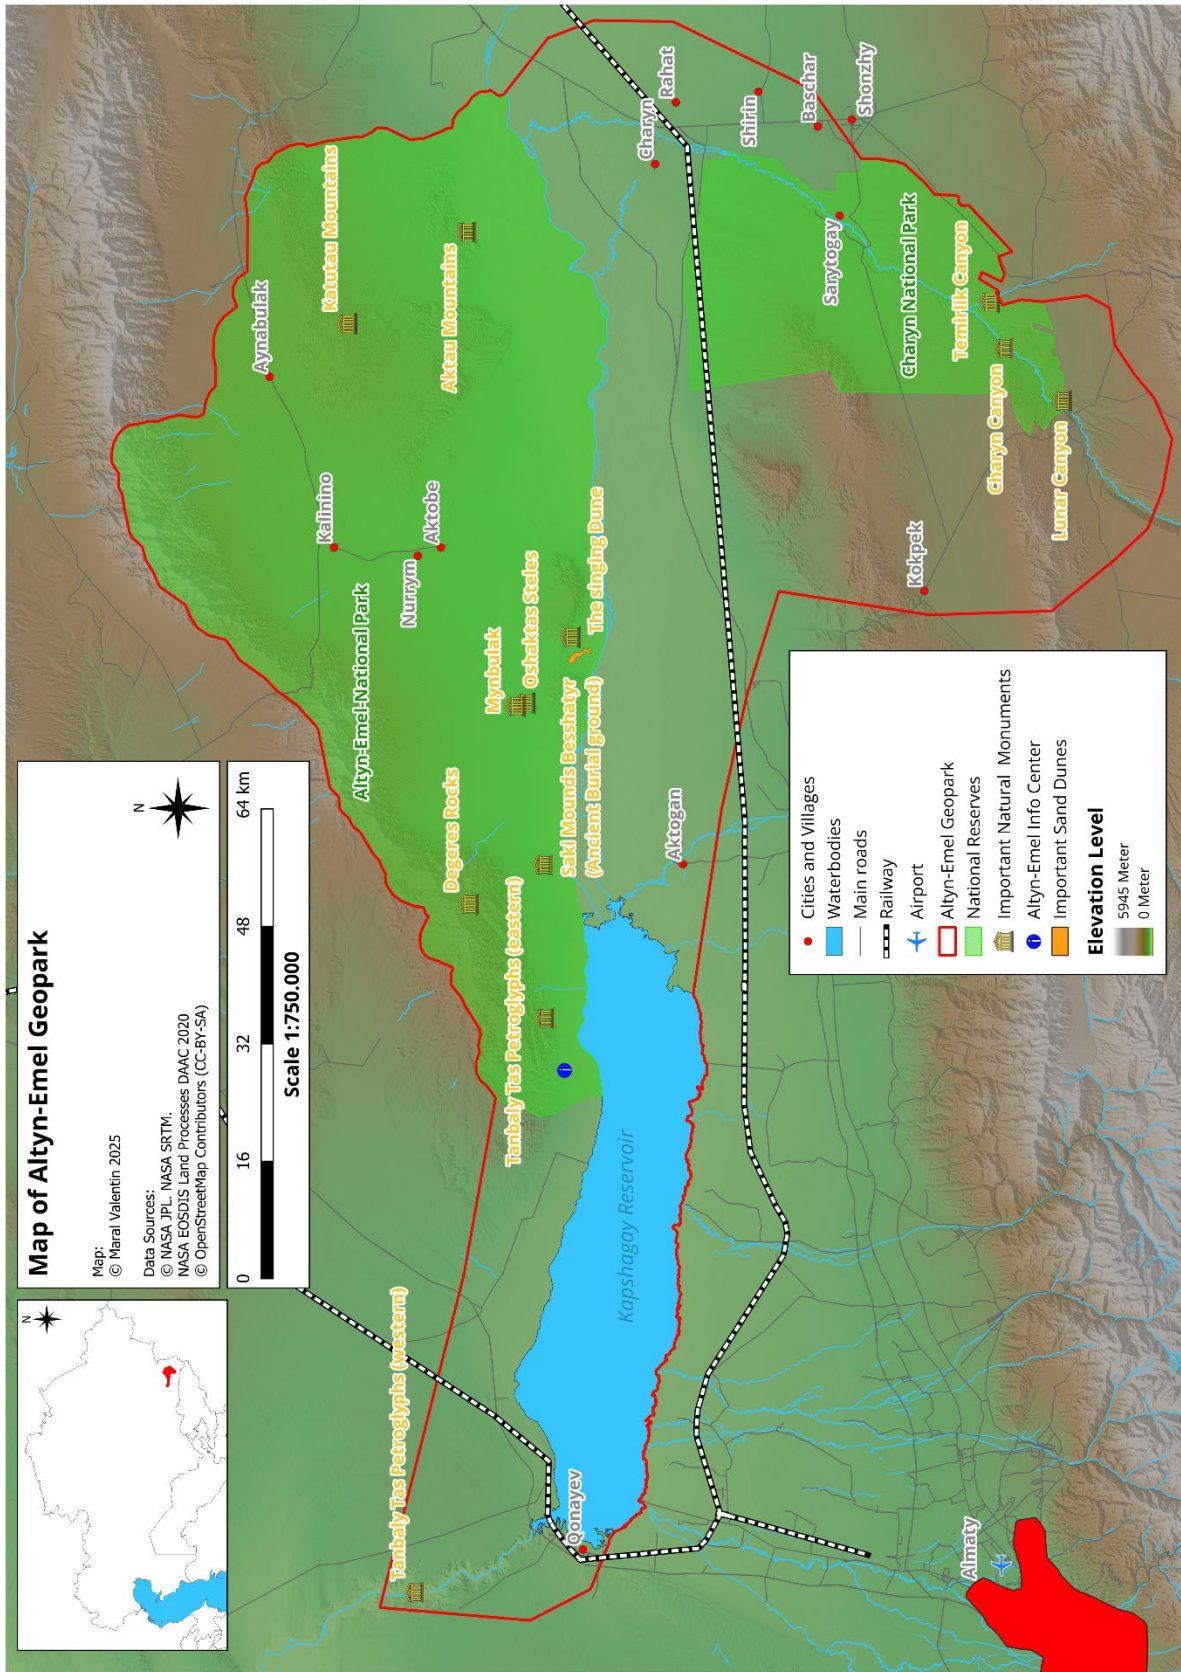 N
Map of Altyn-Emel Geopark
Map:
© Maral Valentin 2025
Data Sources:
© NASA JPL. NASA SRTM.
NASA EOSDIS Land Processes DAAC 2020
© OpenStreetMap Contributors (CC-BY-SA)
N
0 16 32 48 64 km
Scale 1:750.000
Aynabulak
Katutau Mountains
Kalinino
Altyn-Emel-National Park
Aktau Mountains
Nurrym
Aktobe
Degeres Rocks
Mynbulak
Oshaktas Steles
Tanbaly Tas Petroglyphs (western)
Tanbaly Tas Petroglyphs (eastern)
Saki Mounds Besshatyr
(Ancient Burial ground)
The singing Dune
Qonayev
Kapshagay Reservoir
Aktogan
Charyn
Rahat
Shirin
Baschar
Shonzhy
Sarytogay
Charyn National Park
Kokpek
Temirlik Canyon
Charyn Canyon
Lunar Canyon
Almaty
Cities and Villages
Waterbodies
Main roads
Railway
Airport
Altyn-Emel Geopark
National Reserves
Important Natural Monuments
i Altyn-Emel Info Center
Important Sand Dunes
Elevation Level
5945 Meter
0 Meter